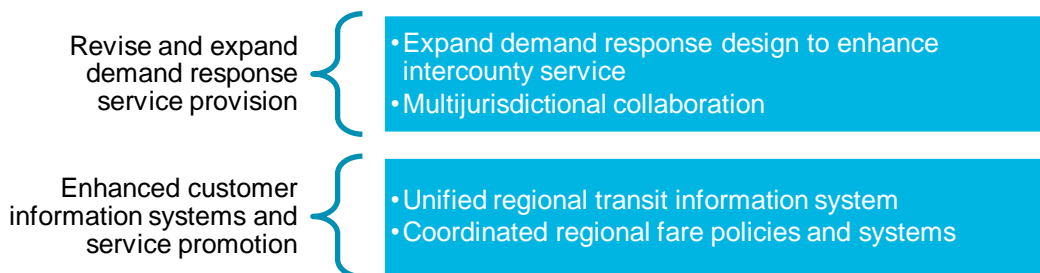 Revise and expand
demand response
service provision
•Expand demand response design to enhance
intercounty service
•Multijurisdictional collaboration
Enhanced customer
information systems and
service promotion
•Unified regional transit information system
•Coordinated regional fare policies and systems